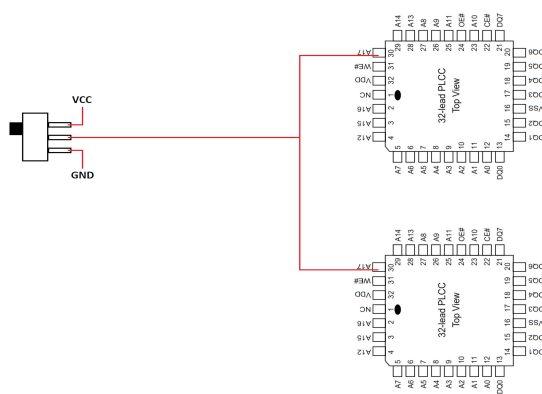 VCC
GND
A14 A13 A8 A9 A11 OE# A10 CE# DQ7
29 28 27 26 25 24 23 22 21
A17 30
WE# 31
VDD 32
NC 1
A16 2
A15 3
A12 4
32-lead PLCC
Top View
20 DQ6
19 DQ5
18 DQ4
17 DQ3
16 VSS
15 DQ2
14 DQ1
5 6 7 8 9 10 11 12 13
A7 A6 A5 A4 A3 A2 A1 A0 DQ0
A14 A13 A8 A9 A11 OE# A10 CE# DQ7
29 28 27 26 25 24 23 22 21
A17 30
WE# 31
VDD 32
NC 1
A16 2
A15 3
A12 4
32-lead PLCC
Top View
20 DQ6
19 DQ5
18 DQ4
17 DQ3
16 VSS
15 DQ2
14 DQ1
5 6 7 8 9 10 11 12 13
A7 A6 A5 A4 A3 A2 A1 A0 DQ0